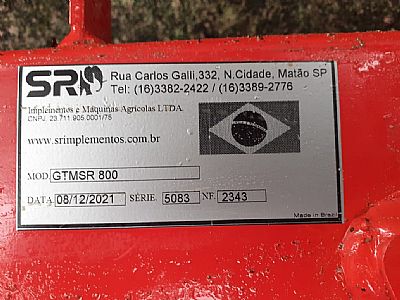 SR
Rua Carlos Galli,332, N.Cidade, Matão SP
Tel: (16)3382-2422 / (16)3389-2776
Implementos e Máquinas Agrícolas LTDA.
CNPJ. 23.711.905.0001/76
www.srimplementos.com.br
MOD. GTMSR 800
DATA 08/12/2021 SÉRIE. 5083 NF. 2343
Made in Brazil